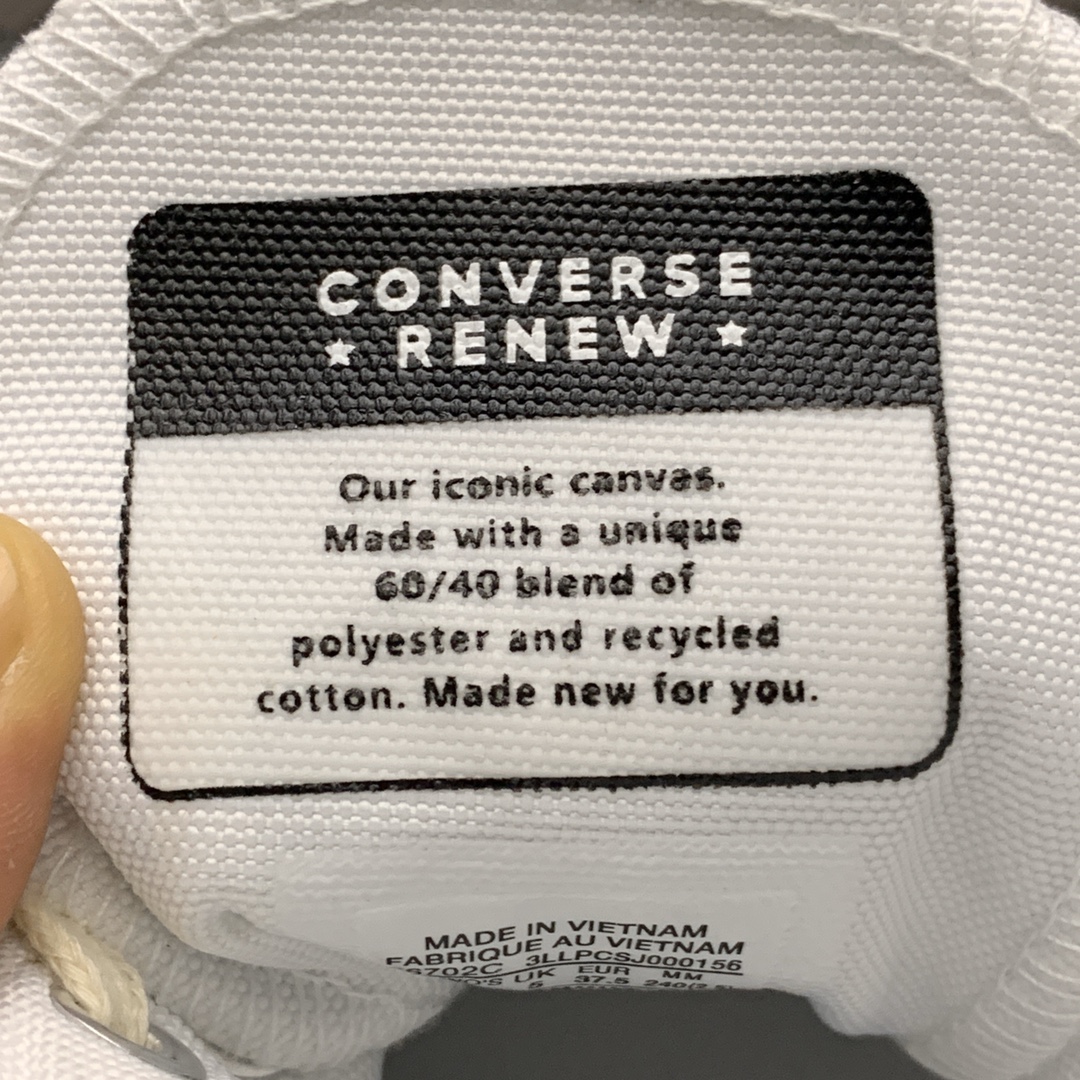 CONVERSE
★ RENEW ★
Our iconic canvas.
Made with a unique
60/40 blend of
polyester and recycled
cotton. Made new for you.
MADE IN VIETNAM
FABRIQUE AU VIETNAM
3LLPCSJ000156
UK EUR MM
5 37.5